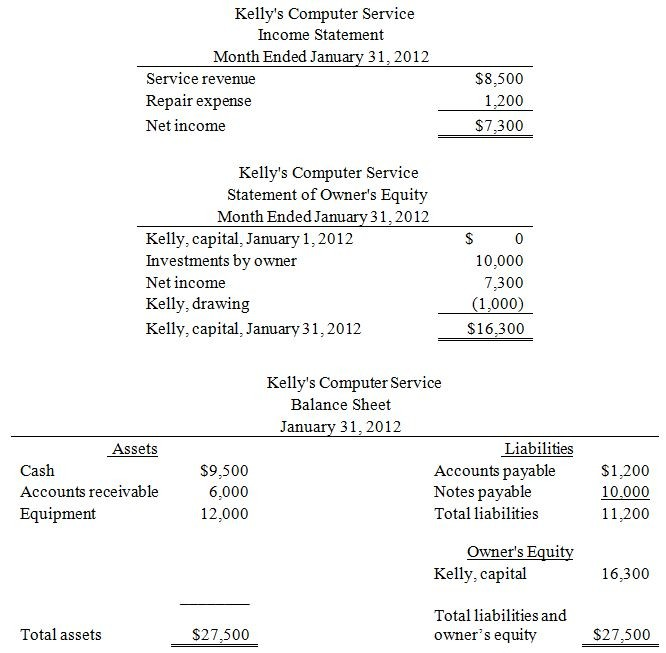 Kelly's Computer Service
Income Statement
Month Ended January 31, 2012
Service revenue $8,500
Repair expense 1,200
Net income $7,300
Kelly's Computer Service
Statement of Owner's Equity
Month Ended January 31, 2012
Kelly, capital, January 1, 2012 $ 0
Investments by owner 10,000
Net income 7,300
Kelly, drawing (1,000)
Kelly, capital, January 31, 2012 $16,300
Kelly's Computer Service
Balance Sheet
January 31, 2012
Assets Liabilities
Cash $9,500 Accounts payable $1,200
Accounts receivable 6,000 Notes payable 10,000
Equipment 12,000 Total liabilities 11,200
Owner's Equity
Kelly, capital 16,300
Total liabilities and
Total assets $27,500 owner's equity $27,500